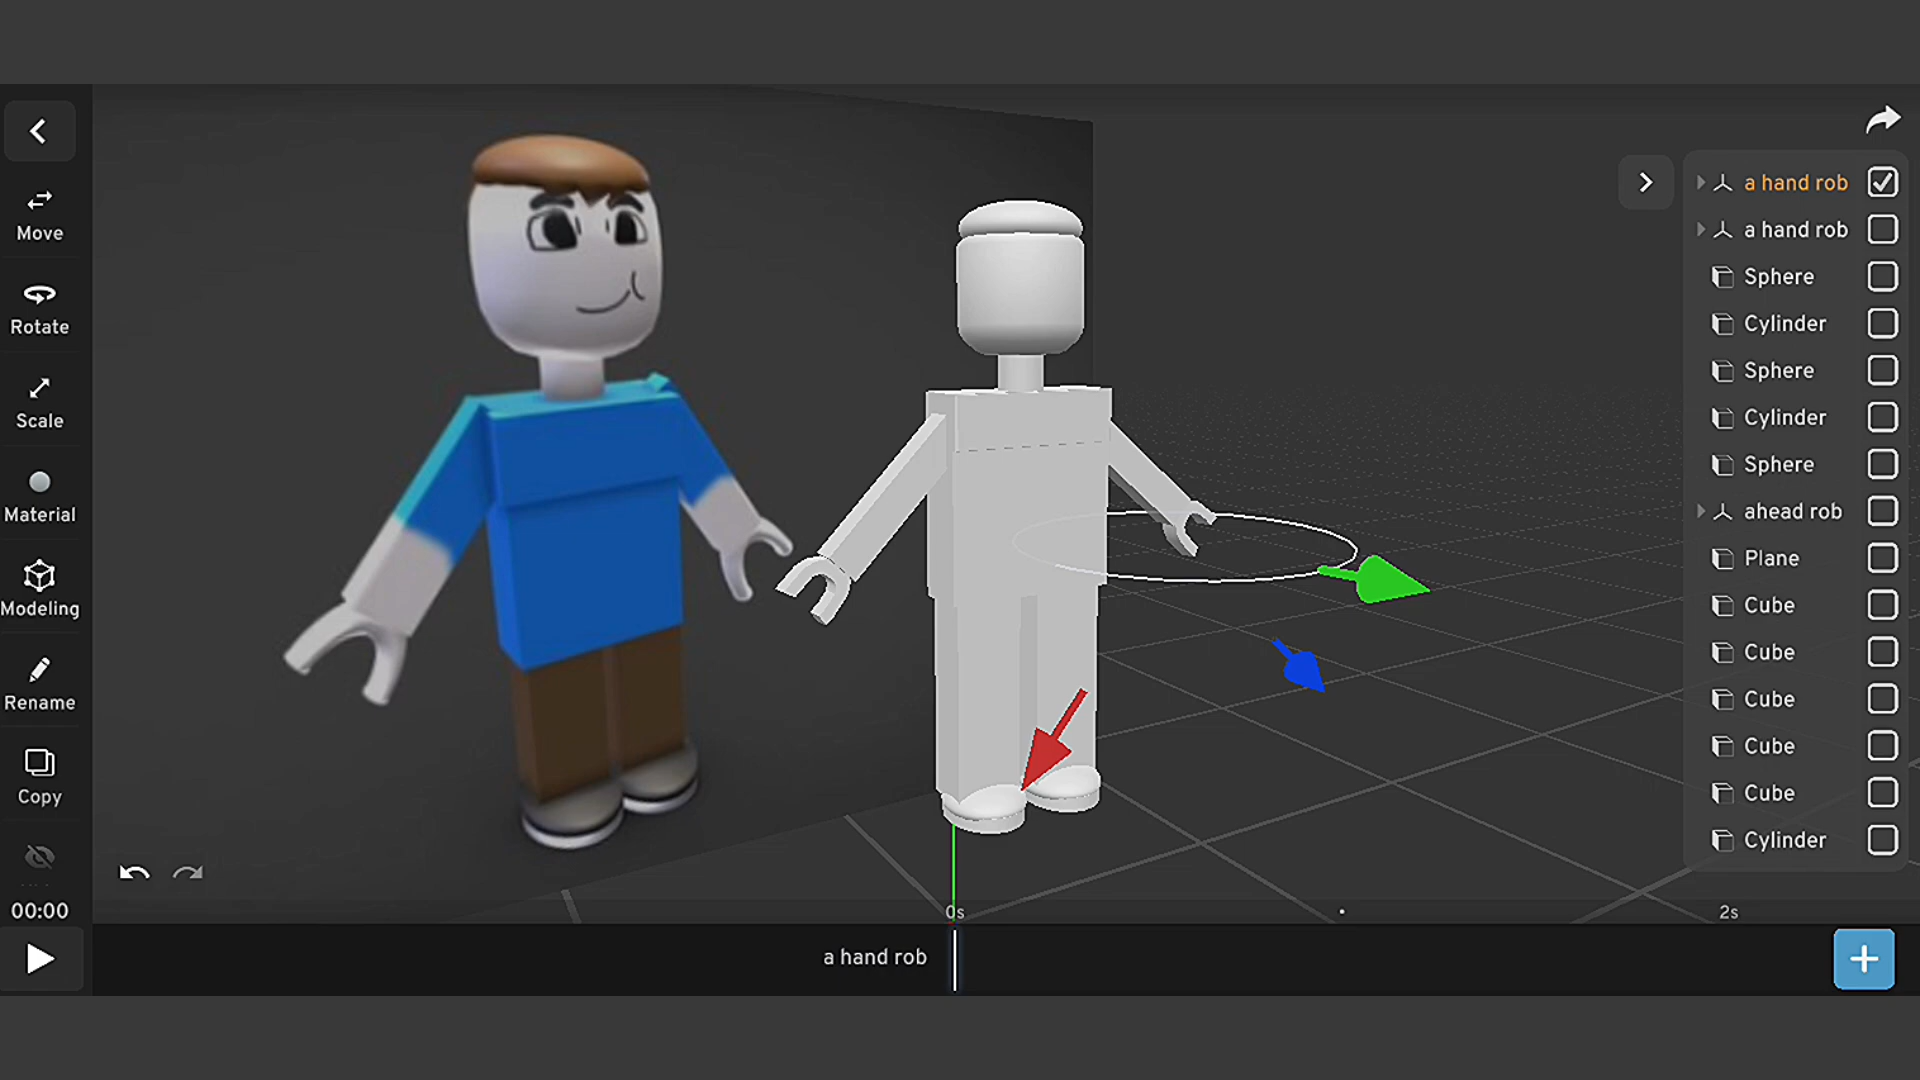 Move
Rotate
Scale
Material
Modeling
Rename
Copy
00:00
a hand rob
a hand rob
Sphere
Cylinder
Sphere
Cylinder
Sphere
ahead rob
Plane
Cube
Cube
Cube
Cube
Cube
Cylinder
0s
2s
a hand rob